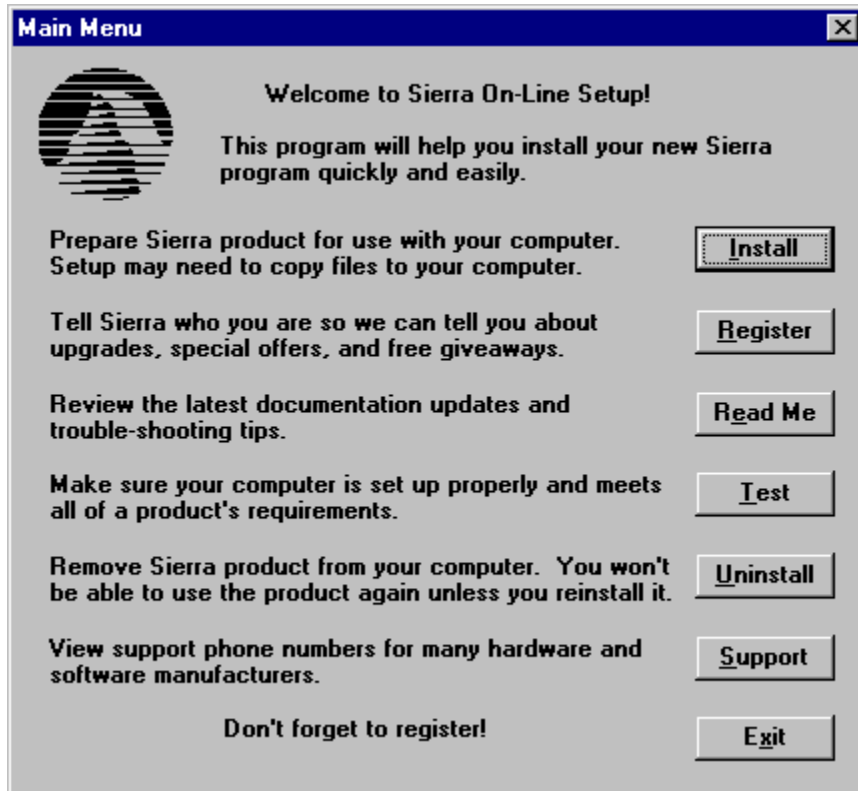 Main Menu
Welcome to Sierra On-Line Setup!
This program will help you install your new Sierra
program quickly and easily.
Prepare Sierra product for use with your computer.
Setup may need to copy files to your computer.
Install
Tell Sierra who you are so we can tell you about
upgrades, special offers, and free giveaways.
Register
Review the latest documentation updates and
trouble-shooting tips.
Read Me
Make sure your computer is set up properly and meets
all of a product's requirements.
Test
Remove Sierra product from your computer.  You won't
be able to use the product again unless you reinstall it.
Uninstall
View support phone numbers for many hardware and
software manufacturers.
Support
Don't forget to register!
Exit